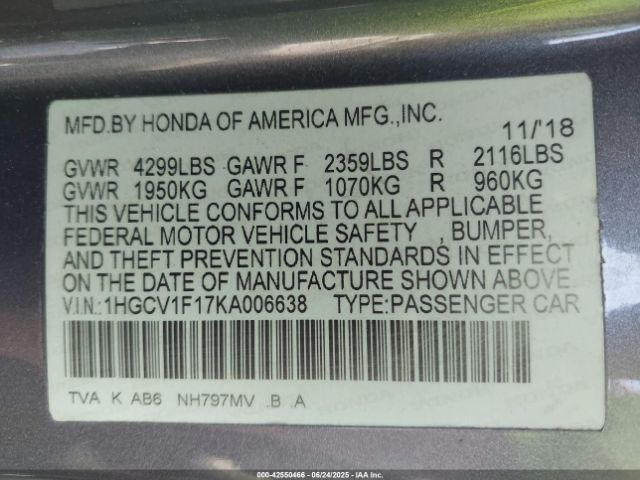 MFD.BY HONDA OF AMERICA MFG.,INC.
11/'18
GVWR 4299LBS GAWR F 2359LBS R 2116LBS
GVWR 1950KG GAWR F 1070KG R 960KG
THIS VEHICLE CONFORMS TO ALL APPLICABLE
FEDERAL MOTOR VEHICLE SAFETY , BUMPER,
AND THEFT PREVENTION STANDARDS IN EFFECT
ON THE DATE OF MANUFACTURE SHOWN ABOVE.
V.I.N.:1HGCV1F17KA006638 TYPE:PASSENGER CAR
TVA K AB6 NH797MV .B .A
000-42550466 - 06/24/2025 - IAA Inc.